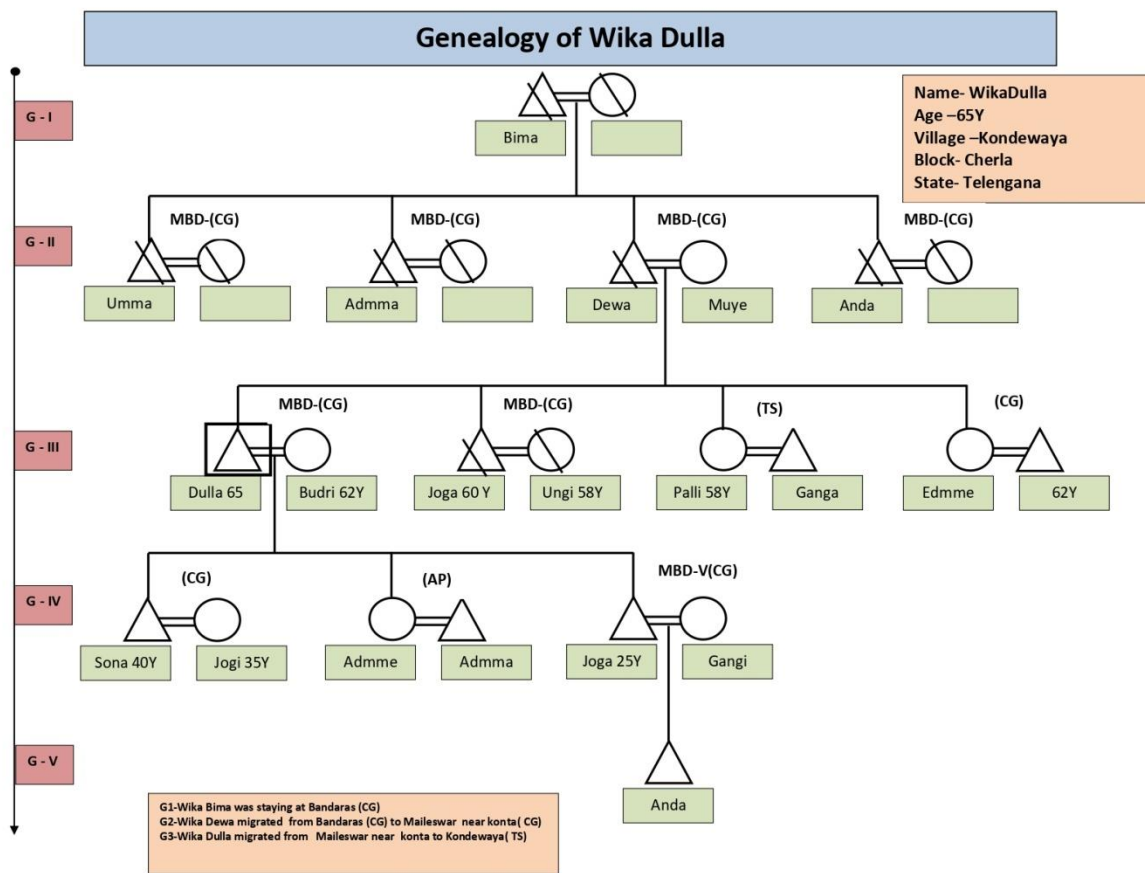 Genealogy of Wika Dulla
Name- WikaDulla
Age –65Y
Village –Kondewaya
Block- Cherla
State- Telengana
G - I
Bima
MBD-(CG) MBD-(CG) MBD-(CG) MBD-(CG)
G - II
Umma Admma Dewa Muye Anda
MBD-(CG) MBD-(CG) (TS) (CG)
G - III
Dulla 65 Budri 62Y Joga 60 Y Ungi 58Y Palli 58Y Ganga Edmme 62Y
(CG) (AP) MBD-V(CG)
G - IV
Sona 40Y Jogi 35Y Admme Admma Joga 25Y Gangi
G - V
Anda
G1-Wika Bima was staying at Bandaras (CG)
G2-Wika Dewa migrated from Bandaras (CG) to Maileswar near konta( CG)
G3-Wika Dulla migrated from Maileswar near konta to Kondewaya( TS)